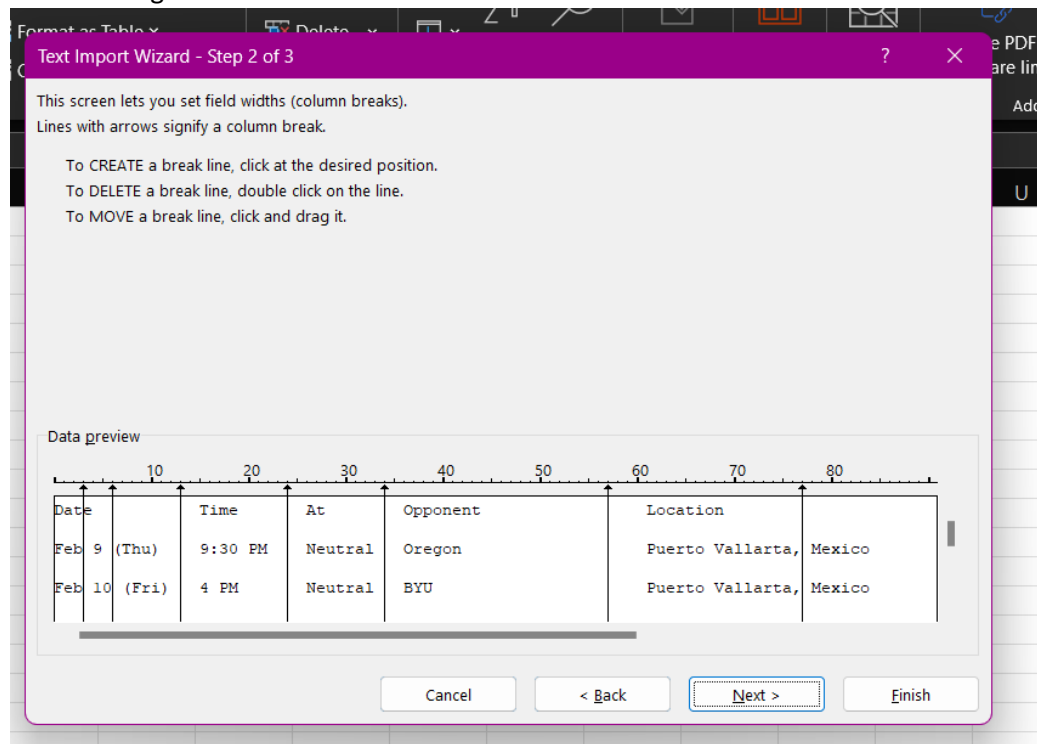 Format as Table
Delete
Text Import Wizard - Step 2 of 3 ? ×
e PDF
are lin
Add
U
This screen lets you set field widths (column breaks).
Lines with arrows signify a column break.
To CREATE a break line, click at the desired position.
To DELETE a break line, double click on the line.
To MOVE a break line, click and drag it.
Data preview
10 20 30 40 50 60 70 80
Date Time At Opponent Location
Feb 9 (Thu) 9:30 PM Neutral Oregon Puerto Vallarta, Mexico
Feb 10 (Fri) 4 PM Neutral BYU Puerto Vallarta, Mexico
Cancel < Back Next > Finish